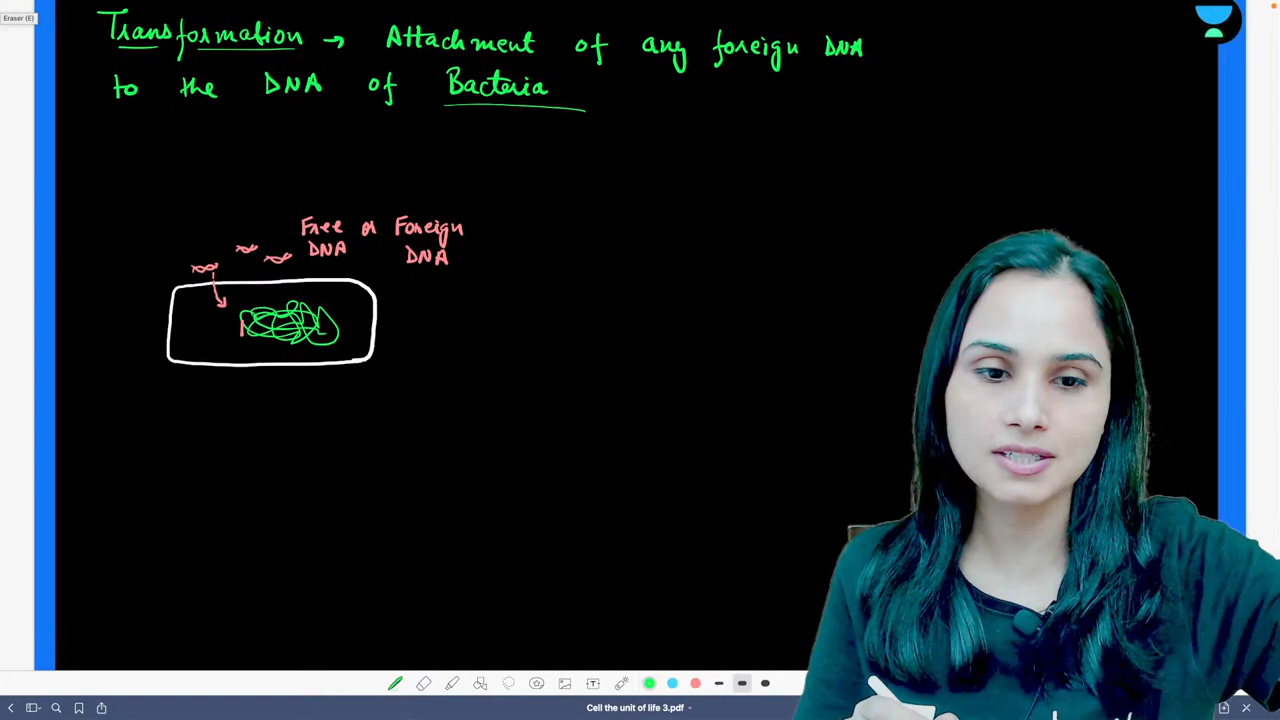 Eraser (E)
Transformation → Attachment of any foreign DNA
to the DNA of Bacteria
Free or Foreign
DNA DNA
Cell the unit of life 3.pdf